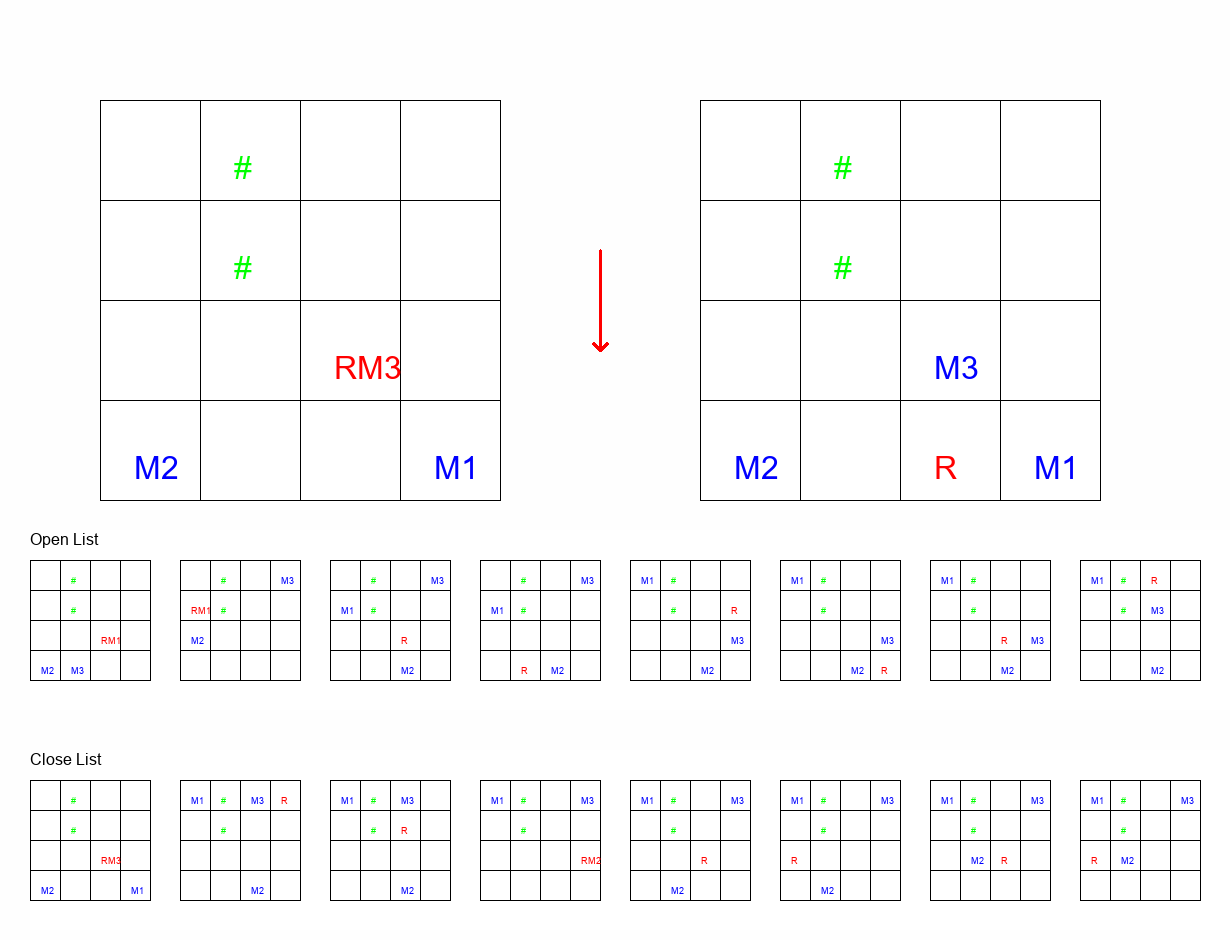 # #
# #
RM3 M3
M2 M1 M2 R M1
Open List
# # M3 # M3 # M3 M1 # M1 # M1 # M1 # R
# RM1 # M1 # M1 # # R # # # M3
RM1 M2 R M3 M3 R M3
M2 M3 M2 R M2 M2 M2 R M2 M2
Close List
# M1 # M3 R M1 # M3 M1 # M3 M1 # M3 M1 # M3 M1 # M3 M1 # M3
# # # R # # # # #
RM3 RM2 R R M2 R R M2
M2 M1 M2 M2 M2 M2